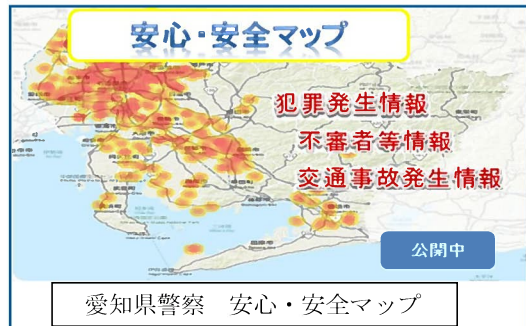 安心・安全マップ
犯罪発生情報
不審者等情報
交通事故発生情報
公開中
愛知県警察　安心・安全マップ